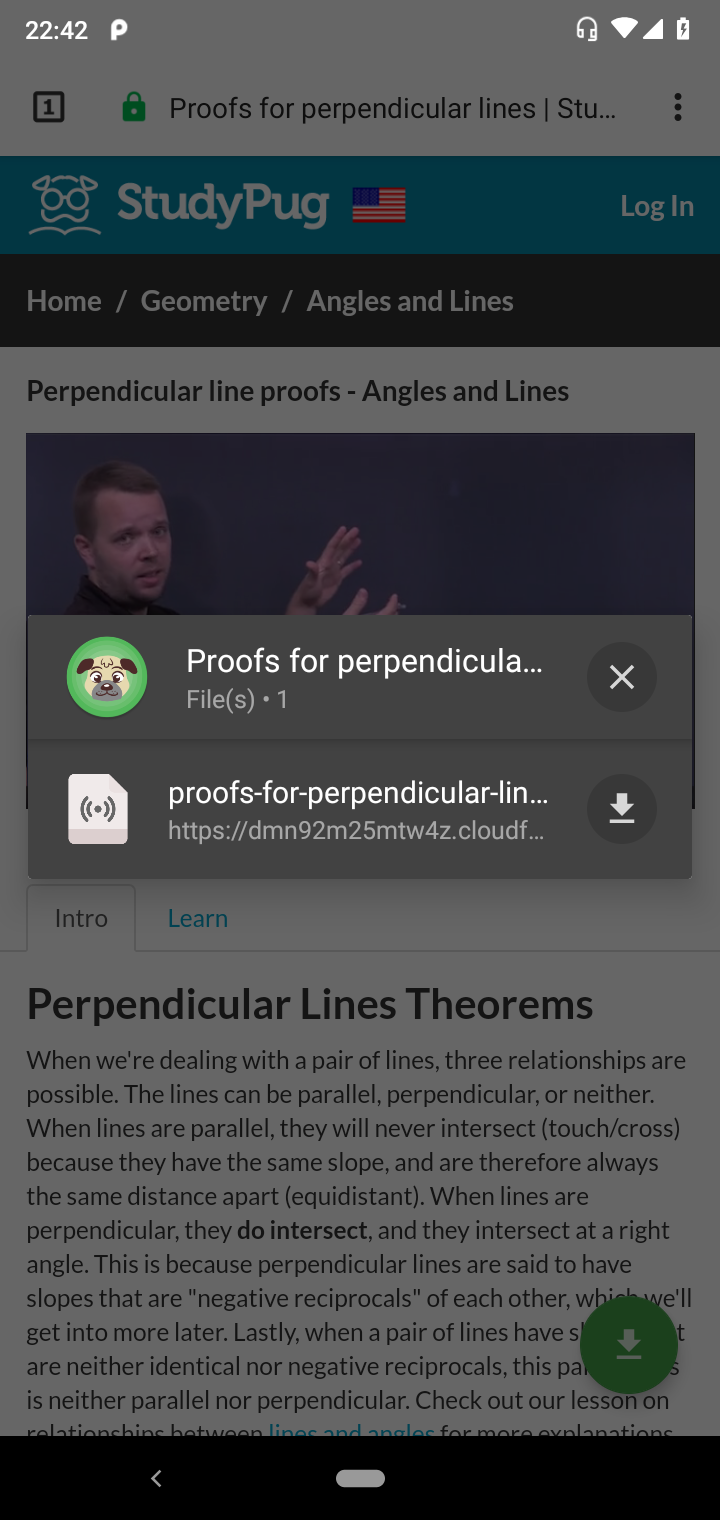 22:42
1
Proofs for perpendicular lines | Stu...
StudyPug
Log In
Home / Geometry / Angles and Lines
Perpendicular line proofs - Angles and Lines
Proofs for perpendicula...
File(s) • 1
proofs-for-perpendicular-lin...
https://dmn92m25mtw4z.cloudf...
Intro
Learn
Perpendicular Lines Theorems
When we're dealing with a pair of lines, three relationships are
possible. The lines can be parallel, perpendicular, or neither.
When lines are parallel, they will never intersect (touch/cross)
because they have the same slope, and are therefore always
the same distance apart (equidistant). When lines are
perpendicular, they do intersect, and they intersect at a right
angle. This is because perpendicular lines are said to have
slopes that are "negative reciprocals" of each other, which we'll
get into more later. Lastly, when a pair of lines have
are neither identical nor negative reciprocals, this
is neither parallel nor perpendicular. Check out our lesson on
relationships between lines and angles for more explanations